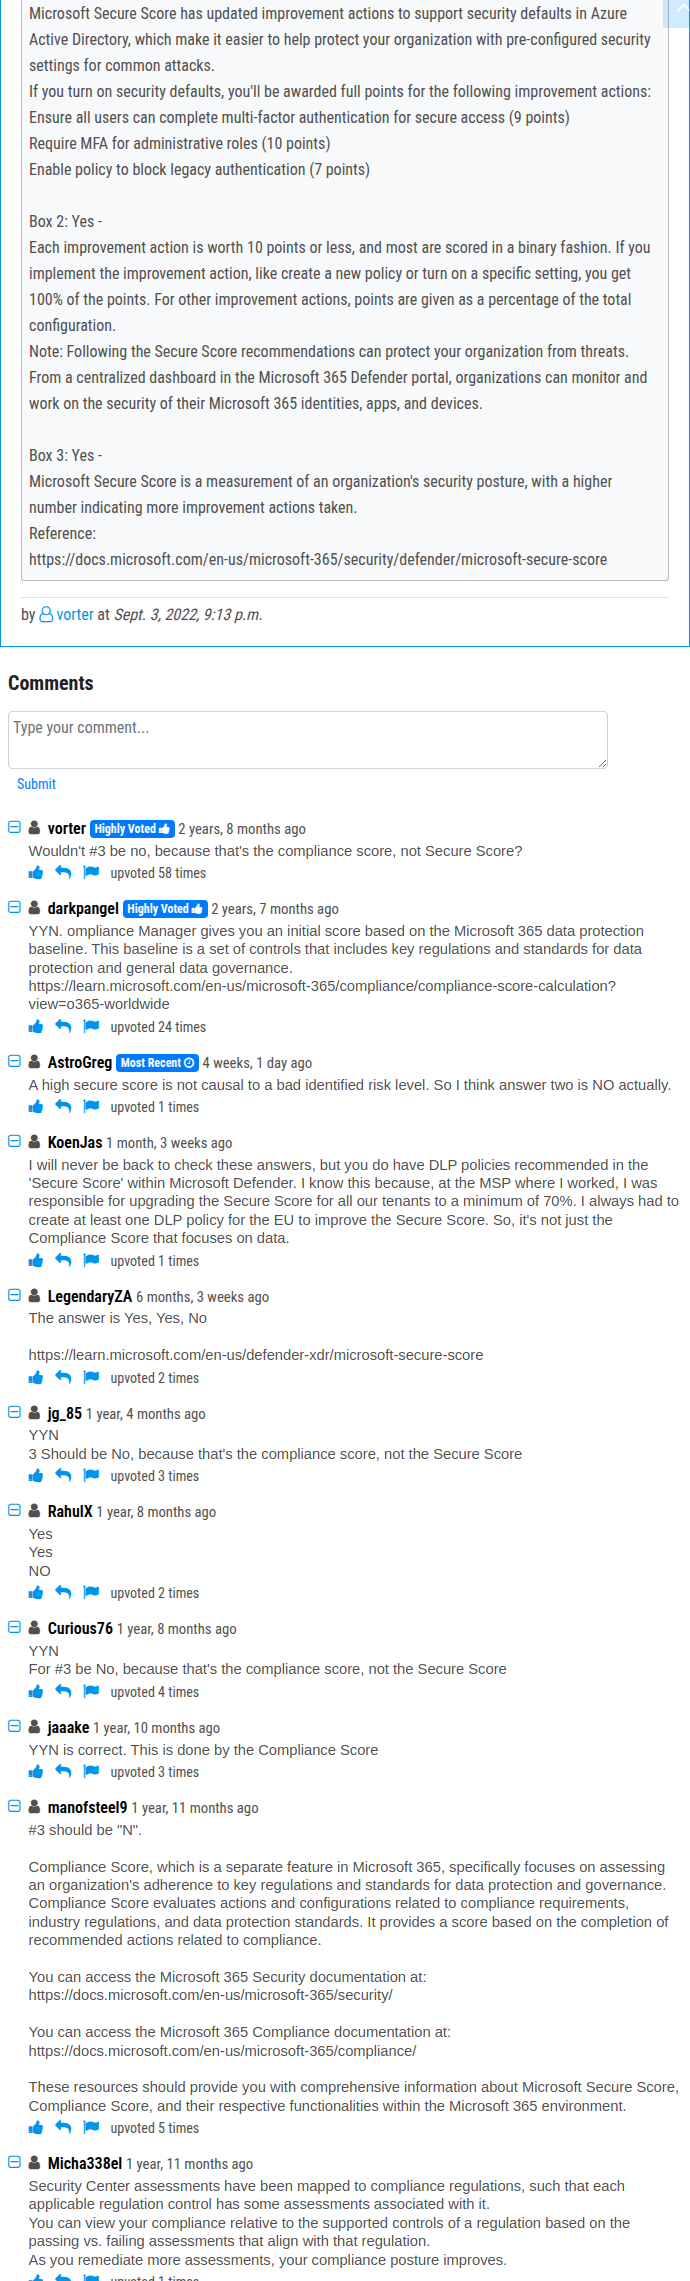 Microsoft Secure Score has updated improvement actions to support security defaults in Azure
Active Directory, which make it easier to help protect your organization with pre-configured security
settings for common attacks.
If you turn on security defaults, you'll be awarded full points for the following improvement actions:
Ensure all users can complete multi-factor authentication for secure access (9 points)
Require MFA for administrative roles (10 points)
Enable policy to block legacy authentication (7 points)
Box 2: Yes -
Each improvement action is worth 10 points or less, and most are scored in a binary fashion. If you
implement the improvement action, like create a new policy or turn on a specific setting, you get
100% of the points. For other improvement actions, points are given as a percentage of the total
configuration.
Note: Following the Secure Score recommendations can protect your organization from threats.
From a centralized dashboard in the Microsoft 365 Defender portal, organizations can monitor and
work on the security of their Microsoft 365 identities, apps, and devices.
Box 3: Yes -
Microsoft Secure Score is a measurement of an organization's security posture, with a higher
number indicating more improvement actions taken.
Reference:
https://docs.microsoft.com/en-us/microsoft-365/security/defender/microsoft-secure-score
by vorter at Sept. 3, 2022, 9:13 p.m.
Comments
Type your comment...
Submit
vorter Highly Voted 2 years, 8 months ago
Wouldn't #3 be no, because that's the compliance score, not Secure Score?
upvoted 58 times
darkpangel Highly Voted 2 years, 7 months ago
YYN. ompliance Manager gives you an initial score based on the Microsoft 365 data protection
baseline. This baseline is a set of controls that includes key regulations and standards for data
protection and general data governance.
https://learn.microsoft.com/en-us/microsoft-365/compliance/compliance-score-calculation?
view=o365-worldwide
upvoted 24 times
AstroGreg Most Recent 4 weeks, 1 day ago
A high secure score is not causal to a bad identified risk level. So I think answer two is NO actually.
upvoted 1 times
KoenJas 1 month, 3 weeks ago
I will never be back to check these answers, but you do have DLP policies recommended in the
'Secure Score' within Microsoft Defender. I know this because, at the MSP where I worked, I was
responsible for upgrading the Secure Score for all our tenants to a minimum of 70%. I always had to
create at least one DLP policy for the EU to improve the Secure Score. So, it's not just the
Compliance Score that focuses on data.
upvoted 1 times
LegendaryZA 6 months, 3 weeks ago
The answer is Yes, Yes, No
https://learn.microsoft.com/en-us/defender-xdr/microsoft-secure-score
upvoted 2 times
jg_85 1 year, 4 months ago
YYN
3 Should be No, because that's the compliance score, not the Secure Score
upvoted 3 times
RahulX 1 year, 8 months ago
Yes
Yes
NO
upvoted 2 times
Curious76 1 year, 8 months ago
YYN
For #3 be No, because that's the compliance score, not the Secure Score
upvoted 4 times
jaaake 1 year, 10 months ago
YYN is correct. This is done by the Compliance Score
upvoted 3 times
manofsteel9 1 year, 11 months ago
#3 should be "N".
Compliance Score, which is a separate feature in Microsoft 365, specifically focuses on assessing
an organization's adherence to key regulations and standards for data protection and governance.
Compliance Score evaluates actions and configurations related to compliance requirements,
industry regulations, and data protection standards. It provides a score based on the completion of
recommended actions related to compliance.
You can access the Microsoft 365 Security documentation at:
https://docs.microsoft.com/en-us/microsoft-365/security/
You can access the Microsoft 365 Compliance documentation at:
https://docs.microsoft.com/en-us/microsoft-365/compliance/
These resources should provide you with comprehensive information about Microsoft Secure Score,
Compliance Score, and their respective functionalities within the Microsoft 365 environment.
upvoted 5 times
Micha338el 1 year, 11 months ago
Security Center assessments have been mapped to compliance regulations, such that each
applicable regulation control has some assessments associated with it.
You can view your compliance relative to the supported controls of a regulation based on the
passing vs. failing assessments that align with that regulation.
As you remediate more assessments, your compliance posture improves.
upvoted 1 times